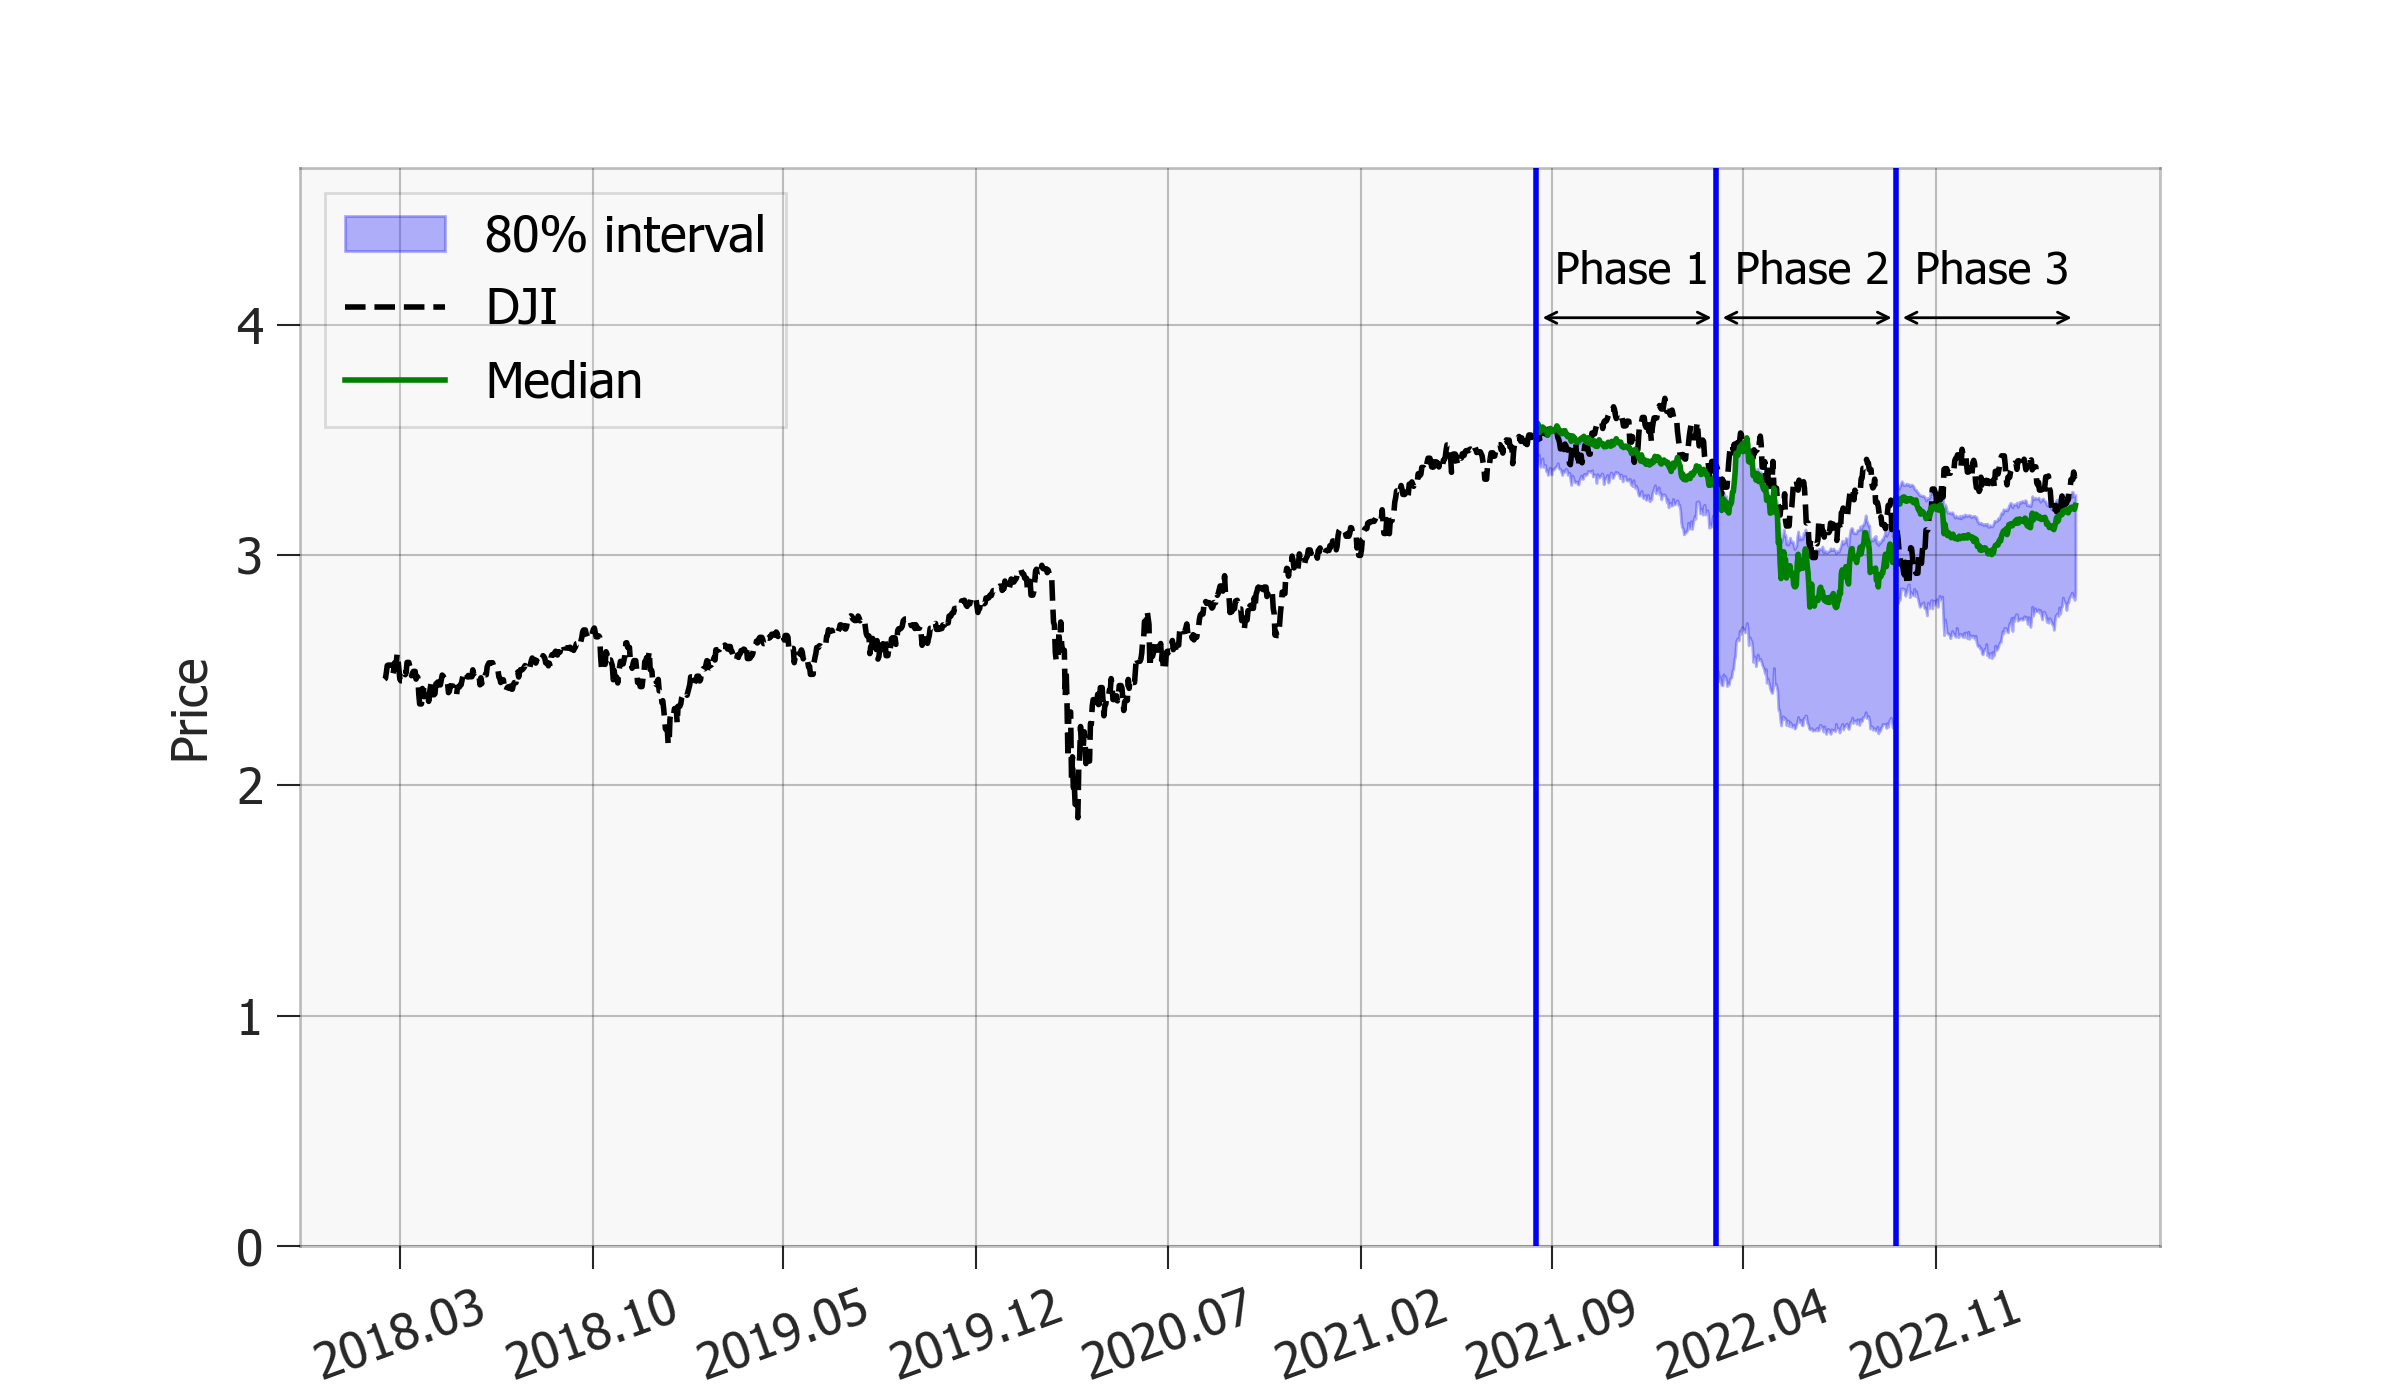 80% interval
DJI
Median
Phase 1
Phase 2
Phase 3
Price
4
3
2
1
0
2018.03
2018.10
2019.05
2019.12
2020.07
2021.02
2021.09
2022.04
2022.11